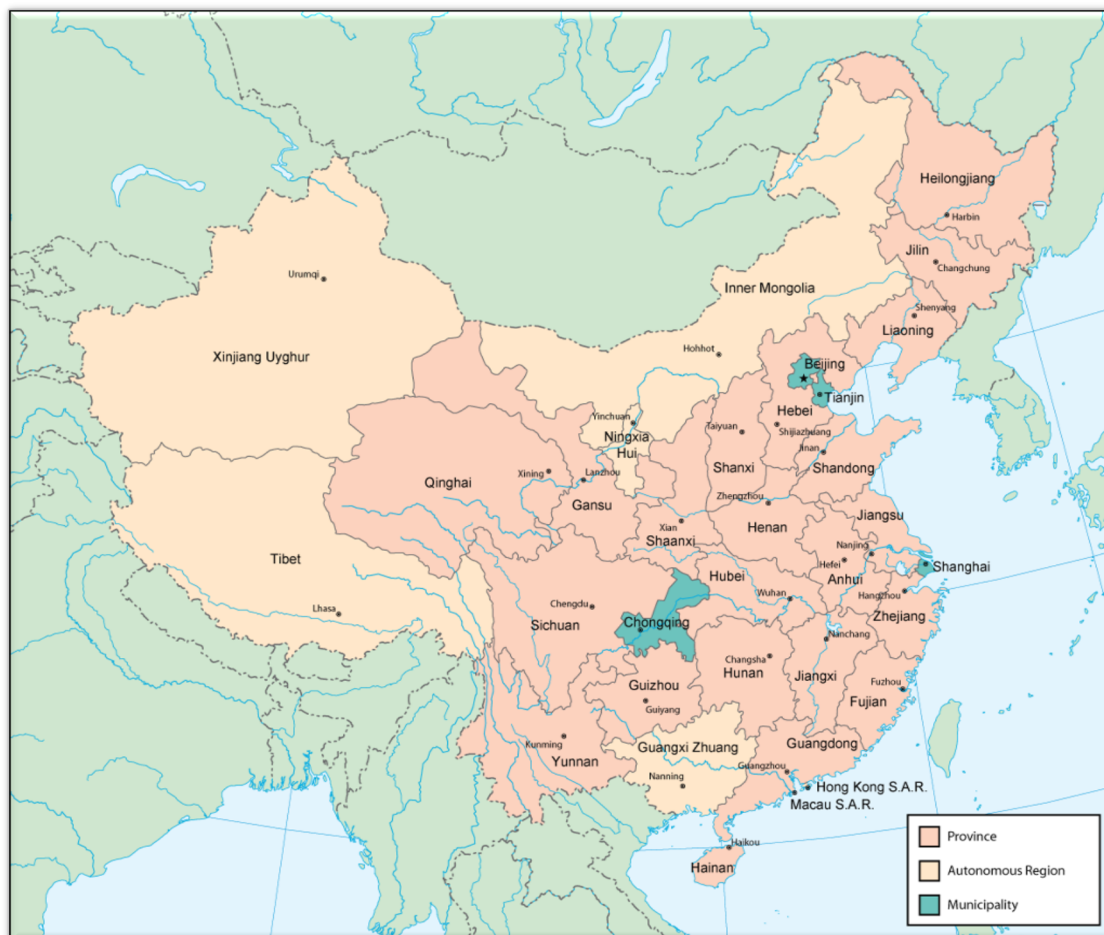 Heilongjiang
Harbin
Jilin
Changchung
Urumqi
Inner Mongolia
Shenyang
Liaoning
Xinjiang Uyghur
Hohhot
Beijing
Tianjin
Hebei
Yinchuan
Ningxia
Hui
Taiyuan
Shijiazhuang
Jinan
Shanxi
Shandong
Qinghai
Xining
Lanzhou
Gansu
Zhengzhou
Henan
Jiangsu
Xian
Shaanxi
Nanjing
Tibet
Hefei
Anhui
Shanghai
Hubei
Wuhan
Hangzhou
Zhejiang
Lhasa
Chengdu
Sichuan
Chongqing
Nanchang
Changsha
Hunan
Jiangxi
Guizhou
Guiyang
Fuzhou
Fujian
Kunming
Yunnan
Guangxi Zhuang
Nanning
Guangdong
Guangzhou
Hong Kong S.A.R.
Macau S.A.R.
Haikou
Hainan
Province
Autonomous Region
Municipality